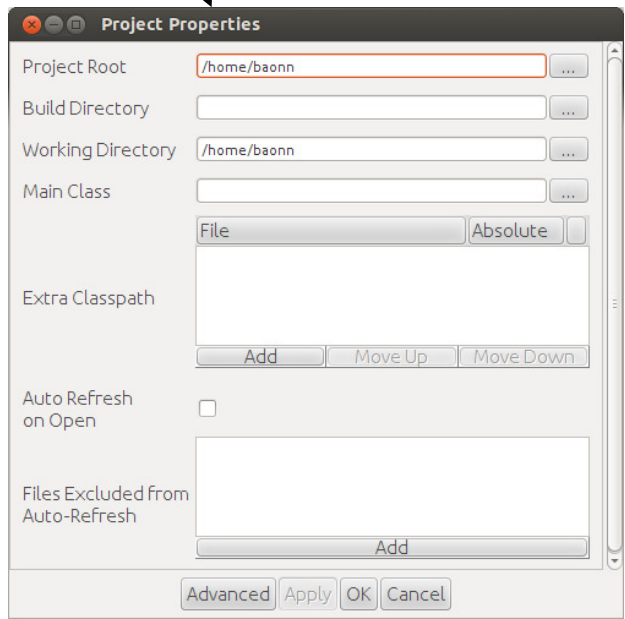 Project Properties
Project Root /home/baonn ...
Build Directory ...
Working Directory /home/baonn ...
Main Class ...
File Absolute
Extra Classpath
Add Move Up Move Down
Auto Refresh
on Open
Files Excluded from
Auto-Refresh
Add
Advanced Apply OK Cancel